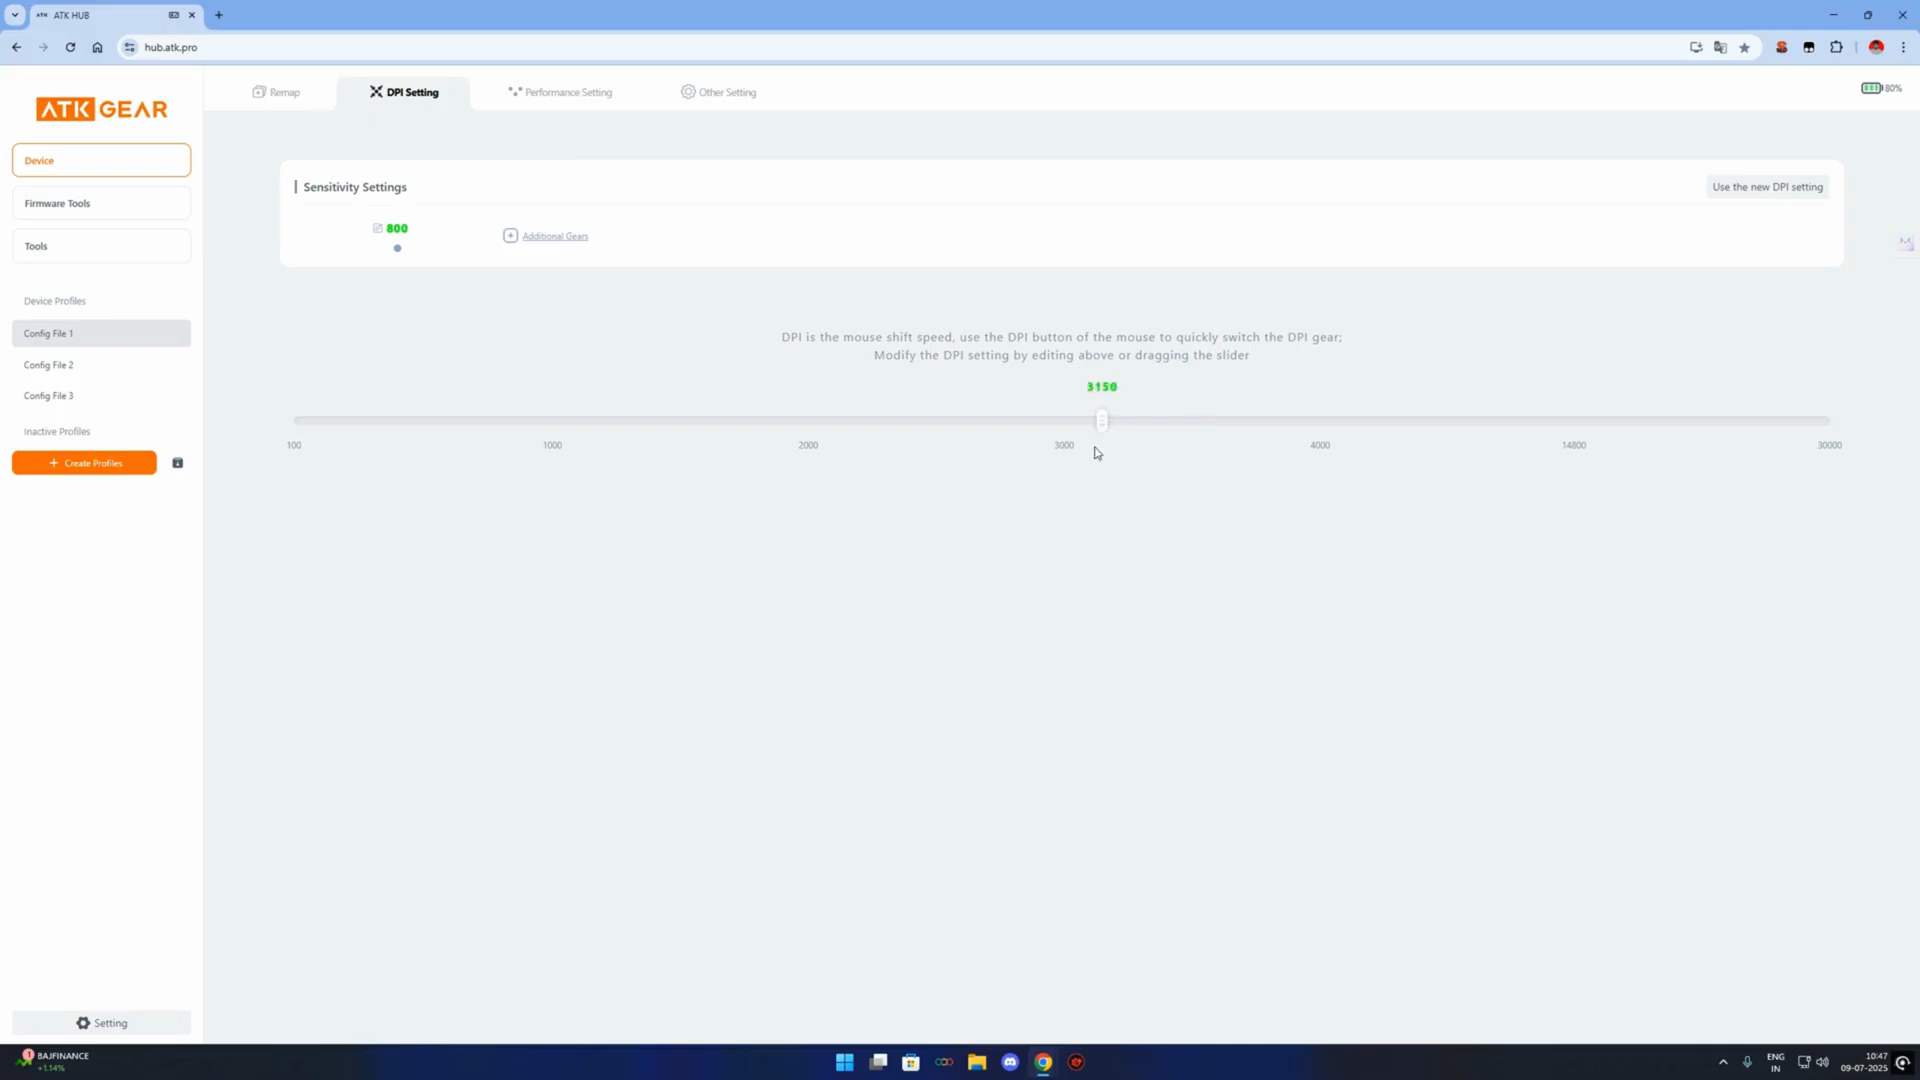 ATK HUB
hub.atk.pro
ATK GEAR
Remap
DPI Setting
Performance Setting
Other Setting
80%
Device
Firmware Tools
Tools
Device Profiles
Config File 1
Config File 2
Config File 3
Inactive Profiles
+ Create Profiles
Setting
Sensitivity Settings
Use the new DPI setting
800
Additional Gears
DPI is the mouse shift speed, use the DPI button of the mouse to quickly switch the DPI gear;
Modify the DPI setting by editing above or dragging the slider
3150
100 1000 2000 3000 4000 14800 30000
1
BAJFINANCE
+1.14%
ENG
IN
10:47
09-07-2025